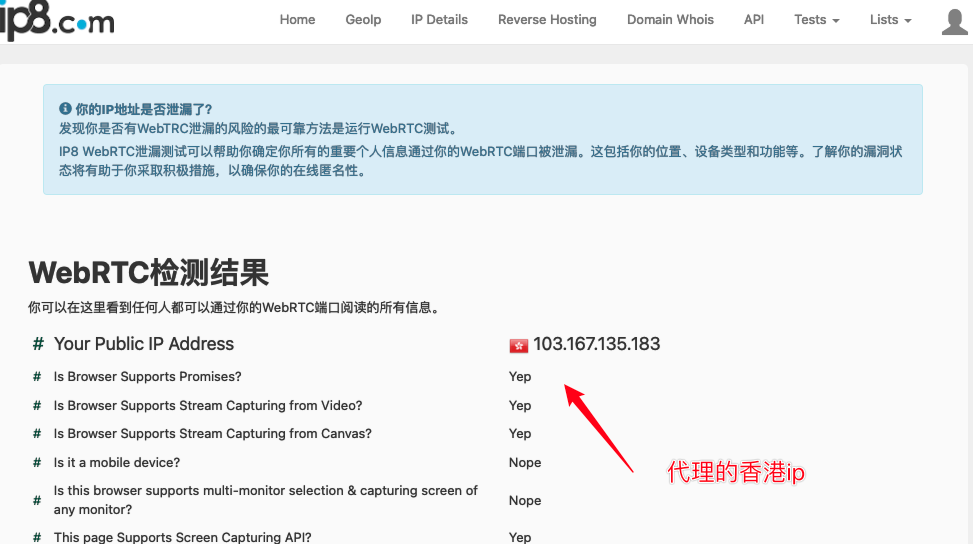 ip8.com
Home GeoIp IP Details Reverse Hosting Domain Whois API Tests Lists
你的IP地址是否泄漏了?
发现你是否有WebTRC泄漏的风险的最可靠方法是运行WebRTC测试。
IP8 WebRTC泄漏测试可以帮助你确定你所有的重要个人信息通过你的WebRTC端口被泄漏。这包括你的位置、设备类型和功能等。了解你的漏洞状
态将有助于你采取积极措施，以确保你的在线匿名性。
WebRTC检测结果
你可以在这里看到任何人都可以通过你的WebRTC端口阅读的所有信息。
# Your Public IP Address 103.167.135.183
# Is Browser Supports Promises? Yep
# Is Browser Supports Stream Capturing from Video? Yep
# Is Browser Supports Stream Capturing from Canvas? Yep
# Is it a mobile device? Nope
代理的香港ip
# Is this browser supports multi-monitor selection & capturing screen of
any monitor? Nope
# This page Supports Screen Capturing API? Yep